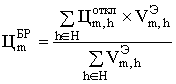 Ц_m^БР = ∑_{h∈H} Ц_{m,h}^{откл} × V_{m,h}^Э / ∑_{h∈H} V_{m,h}^Э